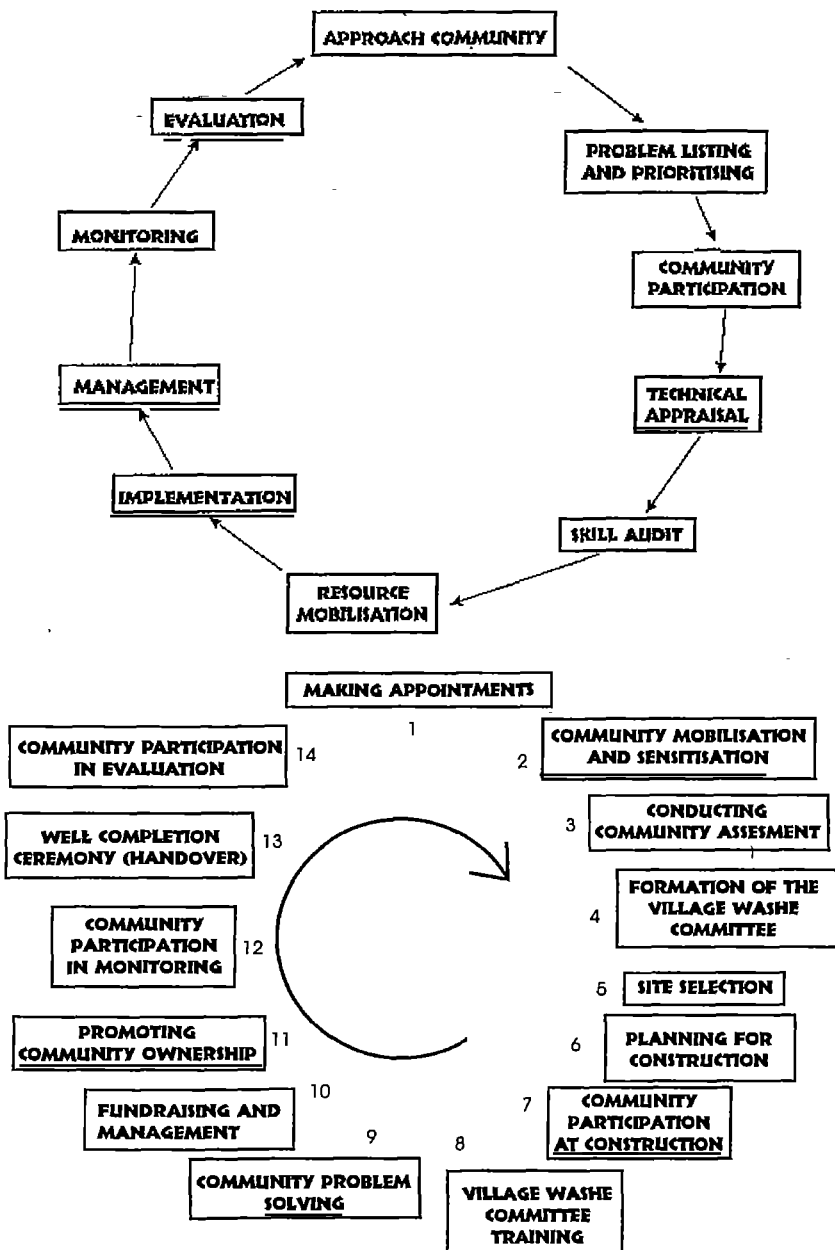 APPROACH COMMUNITY
PROBLEM LISTING
AND PRIORITISING
COMMUNITY
PARTICIPATION
TECHNICAL
APPRAISAL
SKILL AUDIT
RESOURCE
MOBILISATION
IMPLEMENTATION
MANAGEMENT
MONITORING
EVALUATION
MAKING APPOINTMENTS
1
COMMUNITY MOBILISATION
AND SENSITISATION
2
CONDUCTING
COMMUNITY ASSESMENT
3
FORMATION OF THE
VILLAGE WASHE
COMMITTEE
4
SITE SELECTION
5
PLANNING FOR
CONSTRUCTION
6
COMMUNITY
PARTICIPATION
AT CONSTRUCTION
7
VILLAGE WASHE
COMMITTEE
TRAINING
8
COMMUNITY PROBLEM
SOLVING
9
FUNDRAISING AND
MANAGEMENT
10
PROMOTING
COMMUNITY OWNERSHIP
11
COMMUNITY
PARTICIPATION
IN MONITORING
12
WELL COMPLETION
CEREMONY (HANDOVER)
13
COMMUNITY PARTICIPATION
IN EVALUATION
14